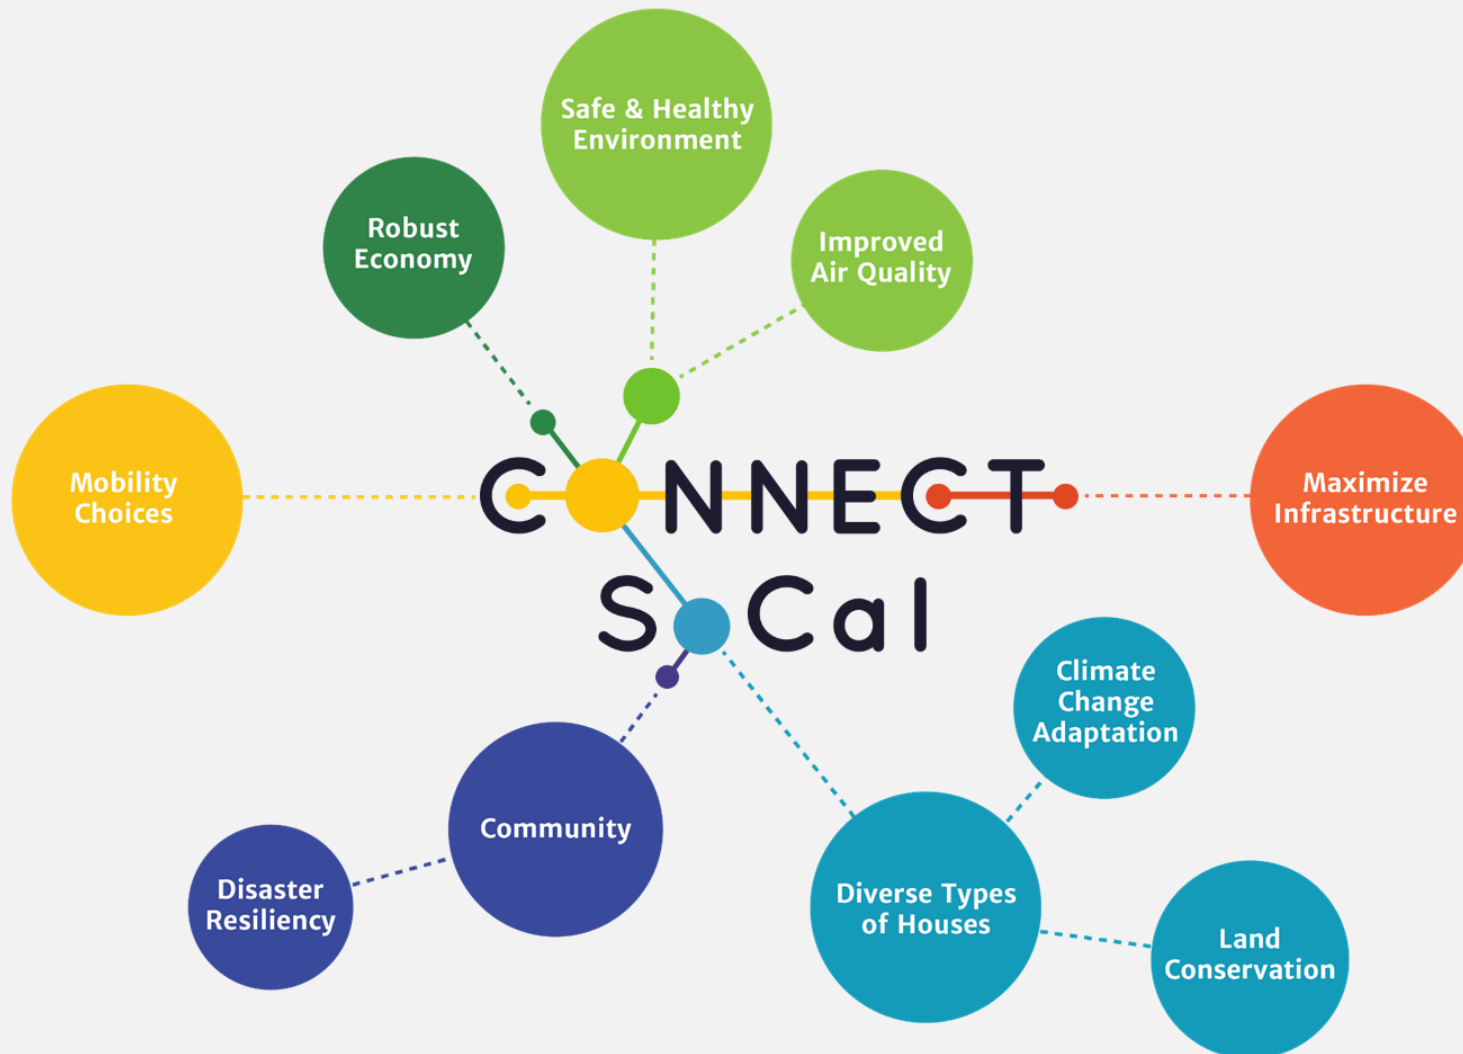 Safe & Healthy
Environment
Robust
Economy
Improved
Air Quality
Mobility
Choices
CONNECT
SoCal
Maximize
Infrastructure
Climate
Change
Adaptation
Community
Disaster
Resiliency
Diverse Types
of Houses
Land
Conservation